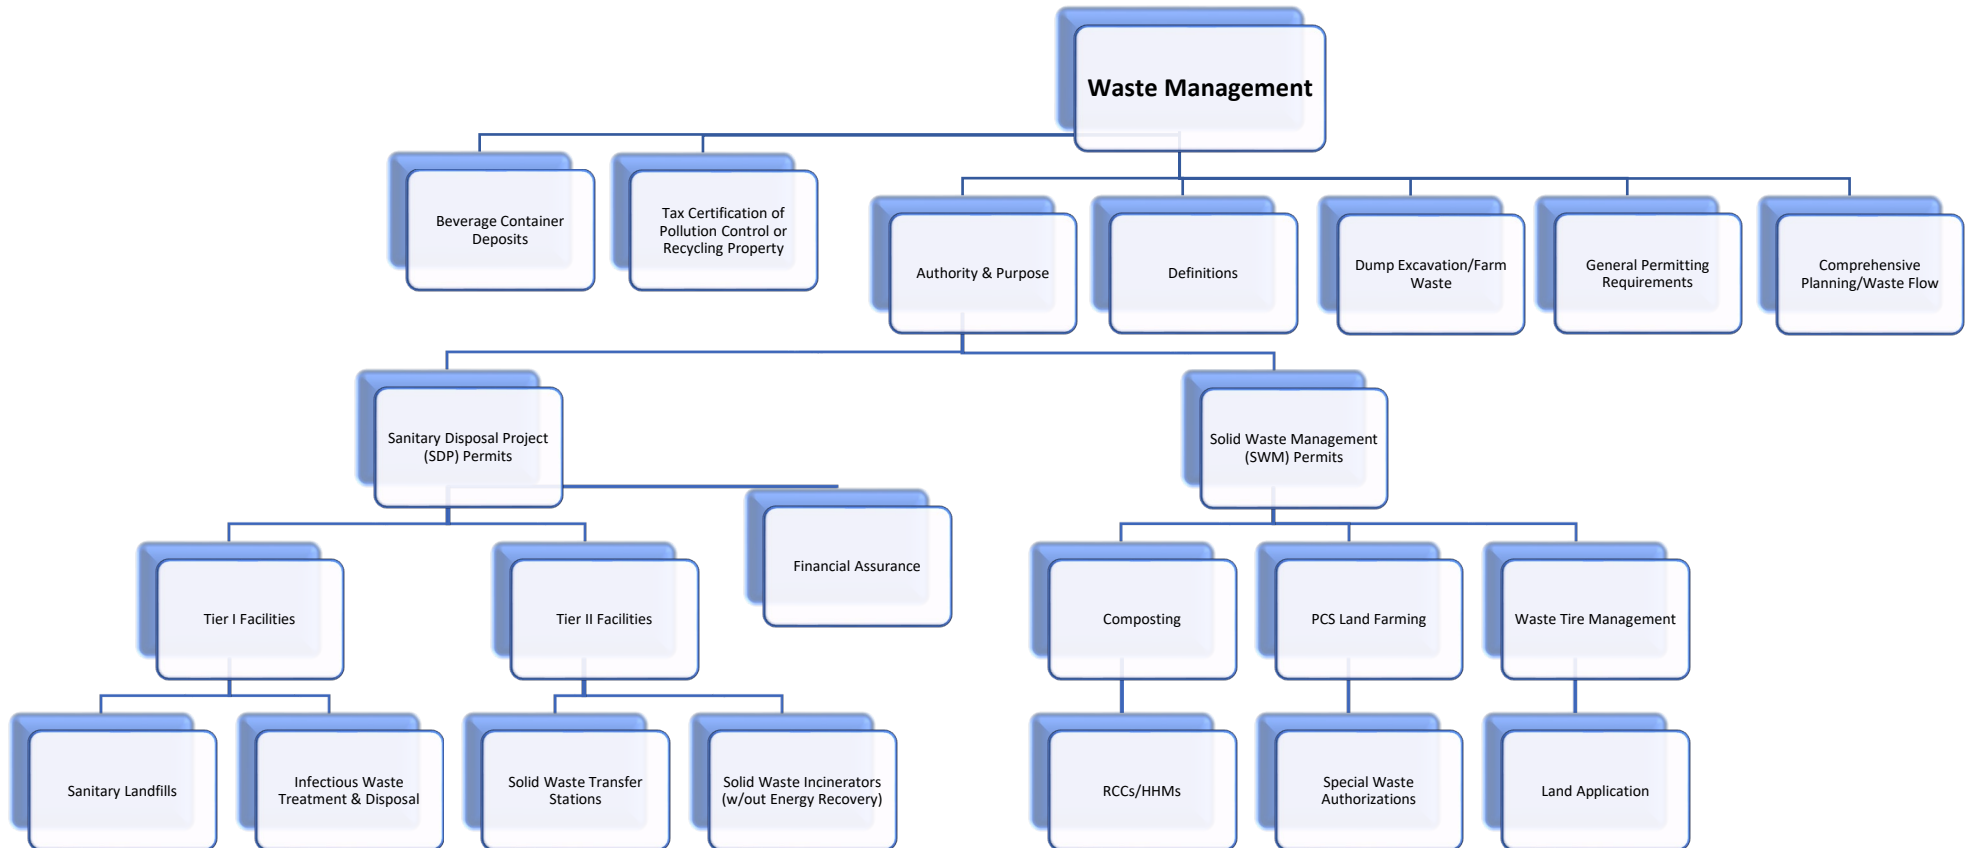 Waste Management
Beverage Container
Deposits
Tax Certification of
Pollution Control or
Recycling Property
Authority & Purpose
Definitions
Dump Excavation/Farm
Waste
General Permitting
Requirements
Comprehensive
Planning/Waste Flow
Sanitary Disposal Project
(SDP) Permits
Solid Waste Management
(SWM) Permits
Financial Assurance
Tier I Facilities
Tier II Facilities
Composting
PCS Land Farming
Waste Tire Management
Sanitary Landfills
Infectious Waste
Treatment & Disposal
Solid Waste Transfer
Stations
Solid Waste Incinerators
(w/out Energy Recovery)
RCCs/HHMs
Special Waste
Authorizations
Land Application